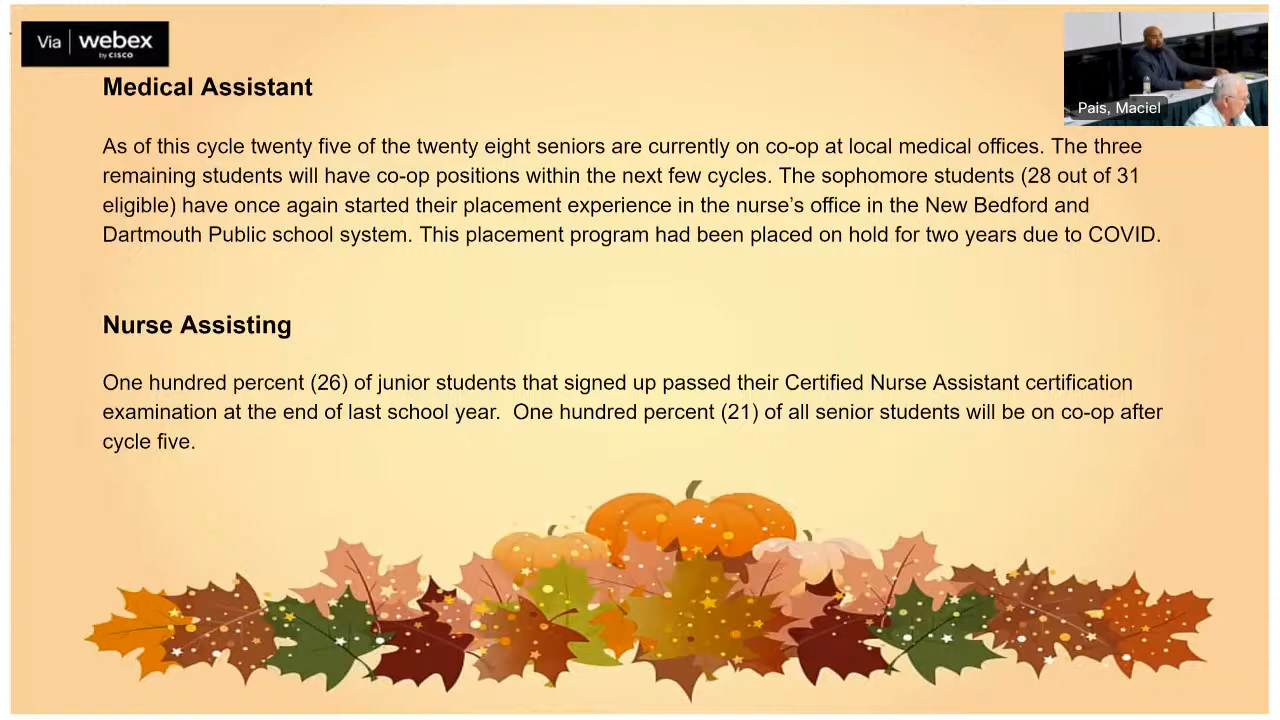 Via webex
by CISCO
Pais, Maciel
Medical Assistant
As of this cycle twenty five of the twenty eight seniors are currently on co-op at local medical offices. The three
remaining students will have co-op positions within the next few cycles. The sophomore students (28 out of 31
eligible) have once again started their placement experience in the nurse’s office in the New Bedford and
Dartmouth Public school system. This placement program had been placed on hold for two years due to COVID.
Nurse Assisting
One hundred percent (26) of junior students that signed up passed their Certified Nurse Assistant certification
examination at the end of last school year.  One hundred percent (21) of all senior students will be on co-op after
cycle five.